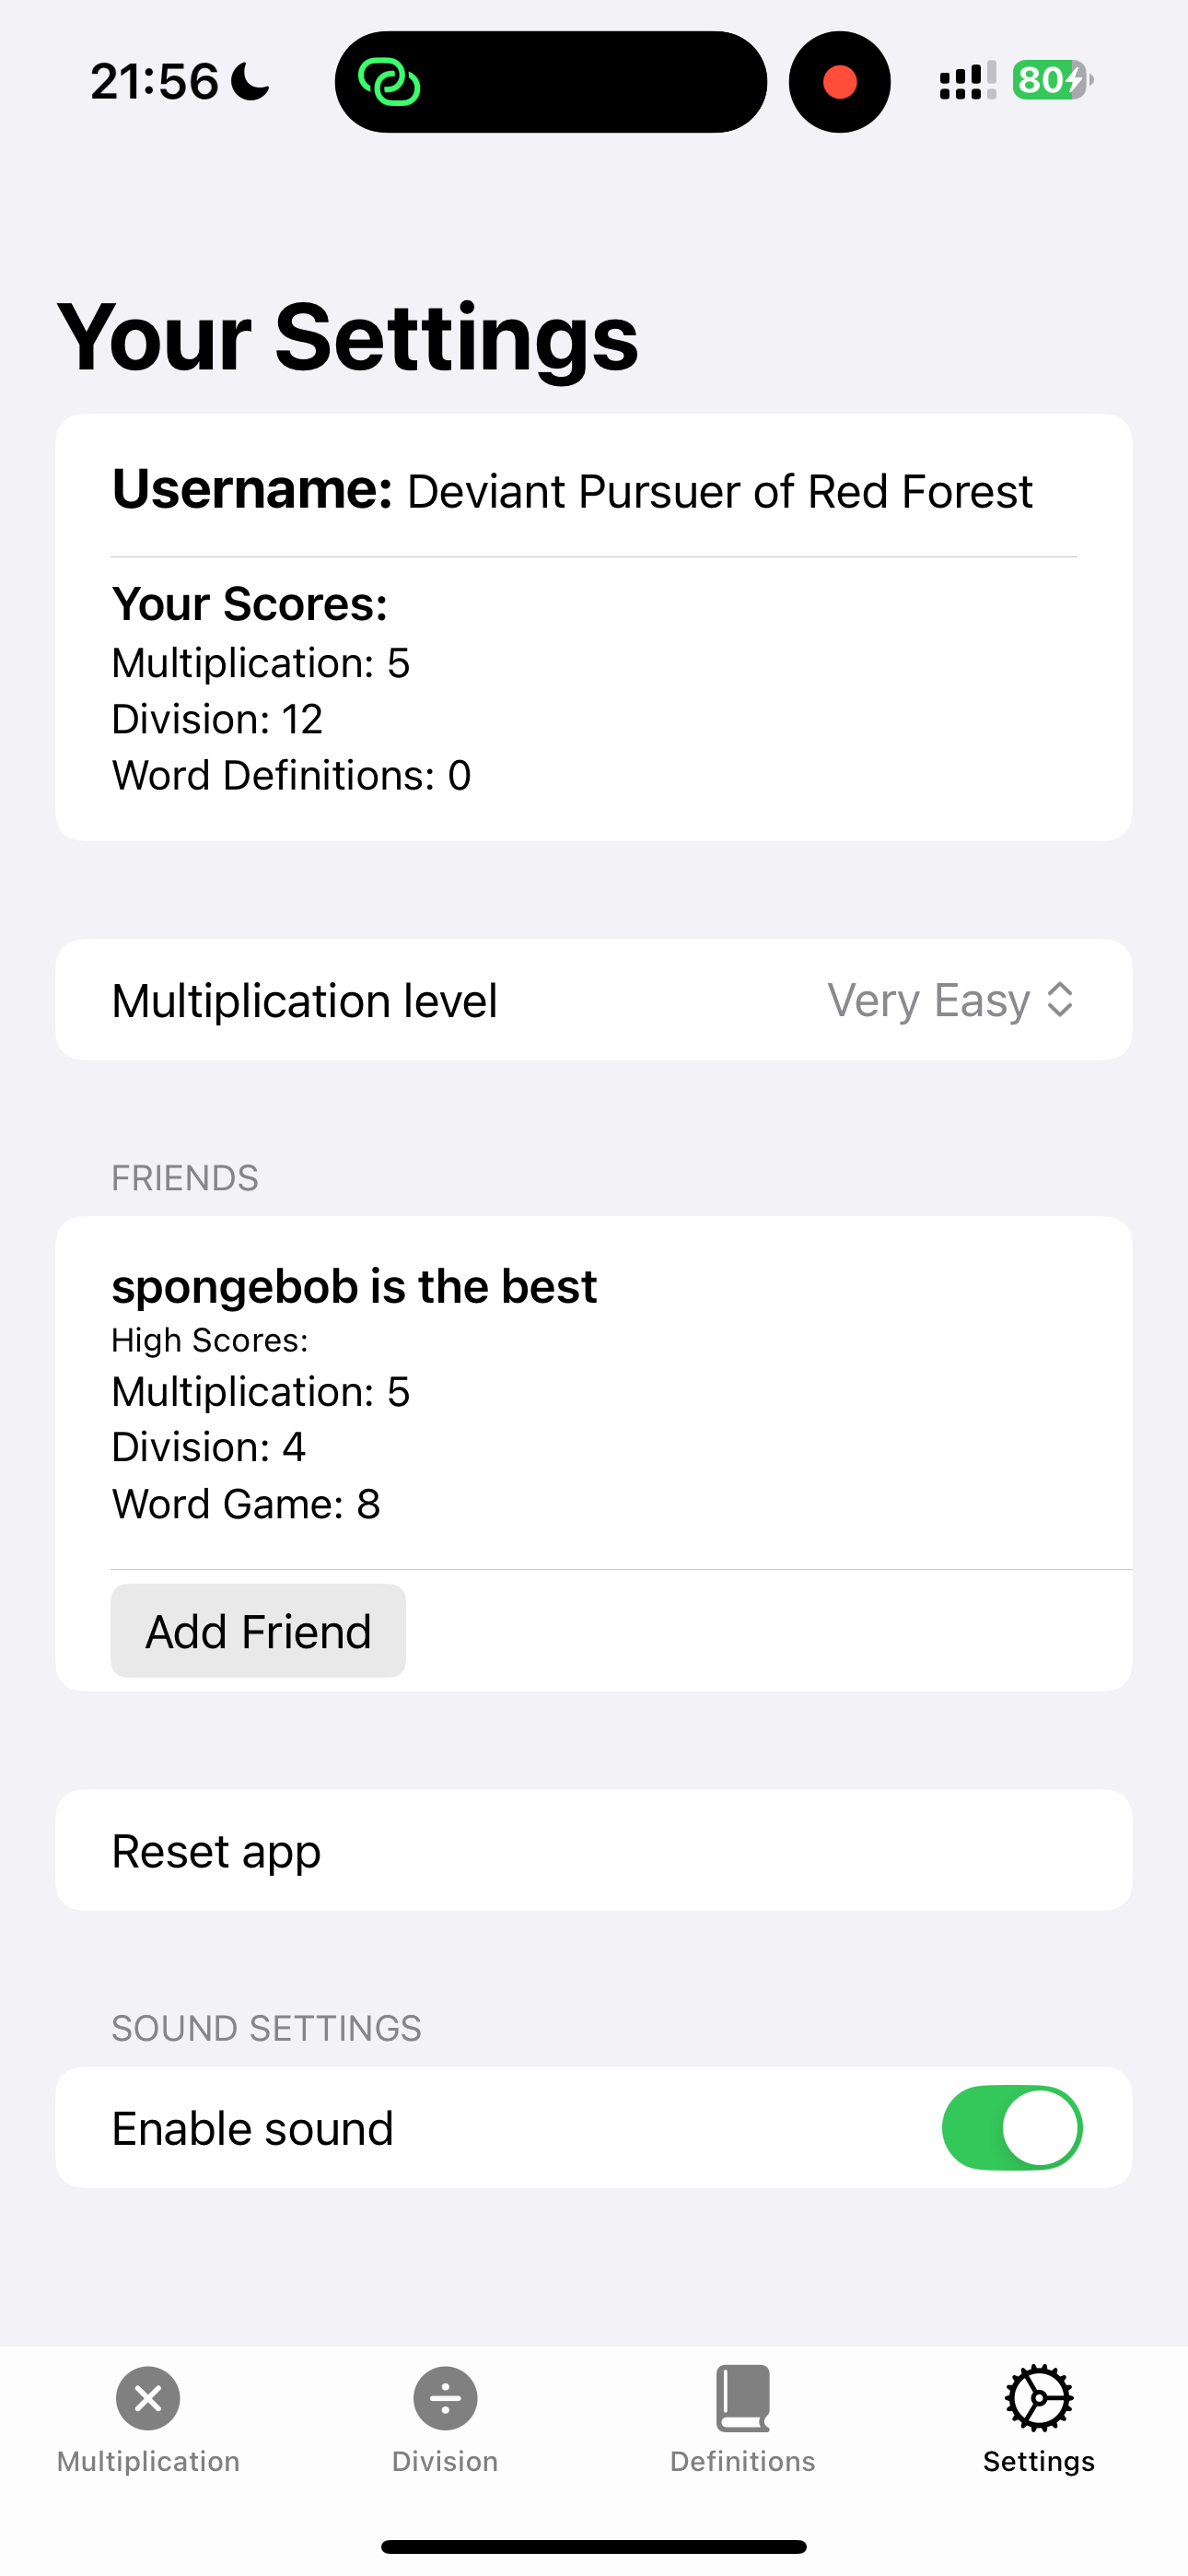 21:56
80
Your Settings
Username: Deviant Pursuer of Red Forest
Your Scores:
Multiplication: 5
Division: 12
Word Definitions: 0
Multiplication level
Very Easy
FRIENDS
spongebob is the best
High Scores:
Multiplication: 5
Division: 4
Word Game: 8
Add Friend
Reset app
SOUND SETTINGS
Enable sound
Multiplication
Division
Definitions
Settings